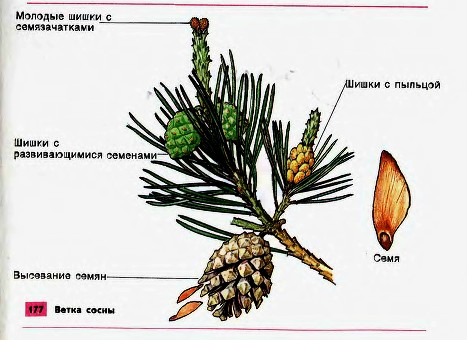 Молодые шишки с
семязачатками
Шишки с пыльцой
Шишки с
развивающимися семенами
Семя
Высевание семян
177 Ветка сосны